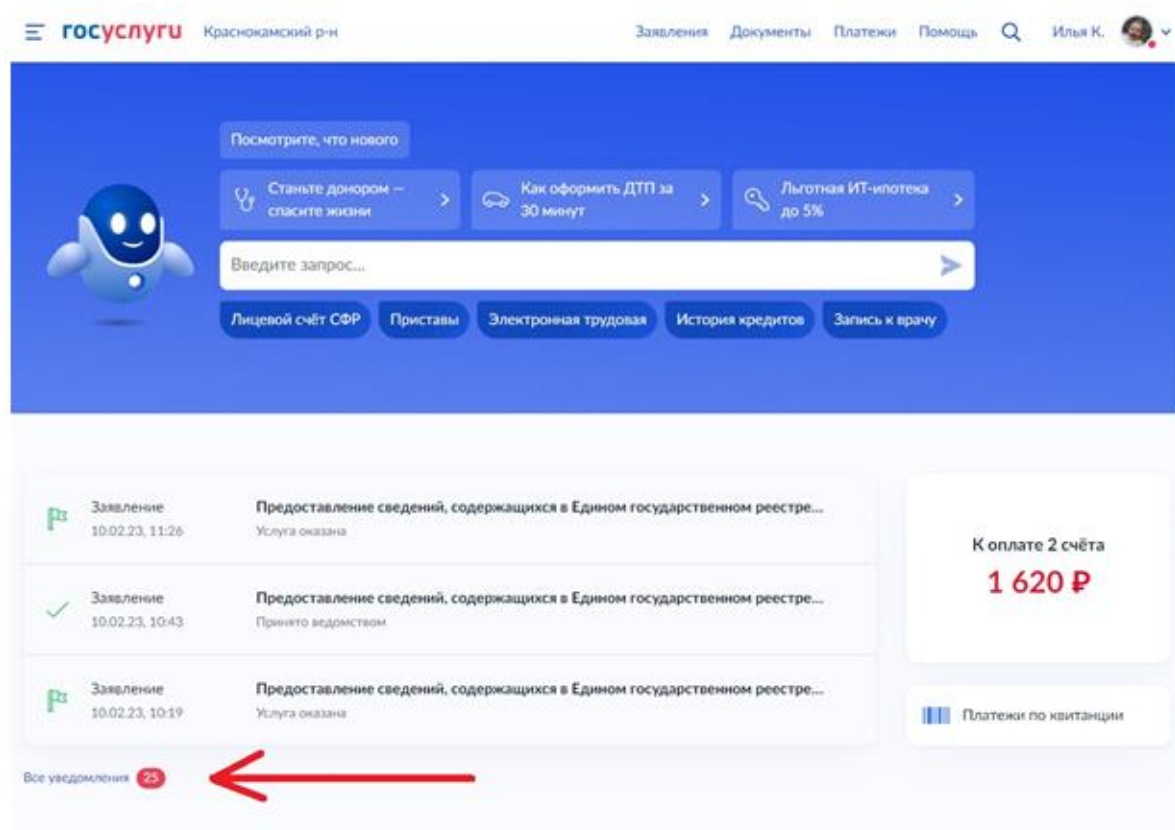 госуслуги Краснокамский р-н Заявления Документы Платежи Помощь Илья К.
Посмотрите, что нового
Станьте донором —
спасите жизни
Как оформить ДТП за
30 минут
Льготная ИТ-ипотека
до 5%
Введите запрос...
Лицевой счёт СФР Приставы Электронная трудовая История кредитов Запись к врачу
Заявление
10.02.23, 11:26
Предоставление сведений, содержащихся в Едином государственном реестре...
Услуга оказана
Заявление
10.02.23, 10:43
Предоставление сведений, содержащихся в Едином государственном реестре...
Принято ведомством
Заявление
10.02.23, 10:19
Предоставление сведений, содержащихся в Едином государственном реестре...
Услуга оказана
Все уведомления 25
К оплате 2 счёта
1 620 ₽
Платежи по квитанции